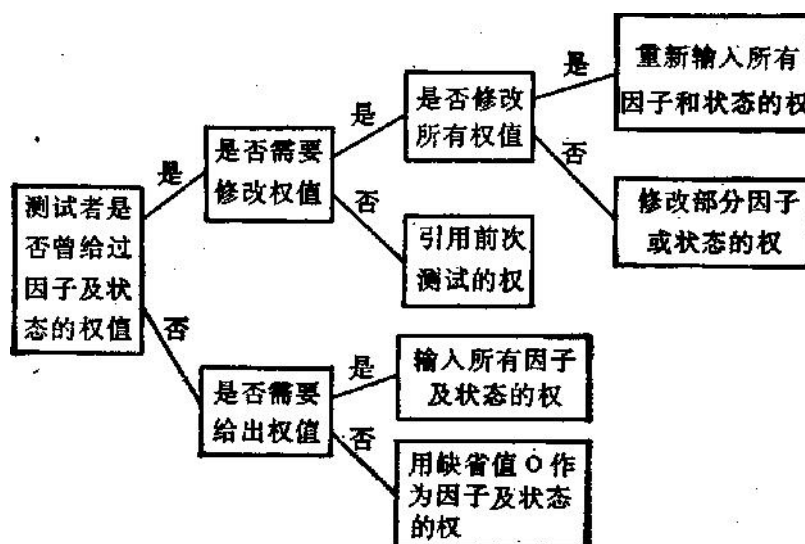 测试者是
否曾给过
因子及状
态的权值
是
是否需要
修改权值
是
是否修改
所有权值
是
重新输入所有
因子和状态的权
否
修改部分因子
或状态的权
否
引用前次
测试的权
否
是否需要
给出权值
是
输入所有因子
及状态的权
否
用缺省值0作
为因子及状态
的权